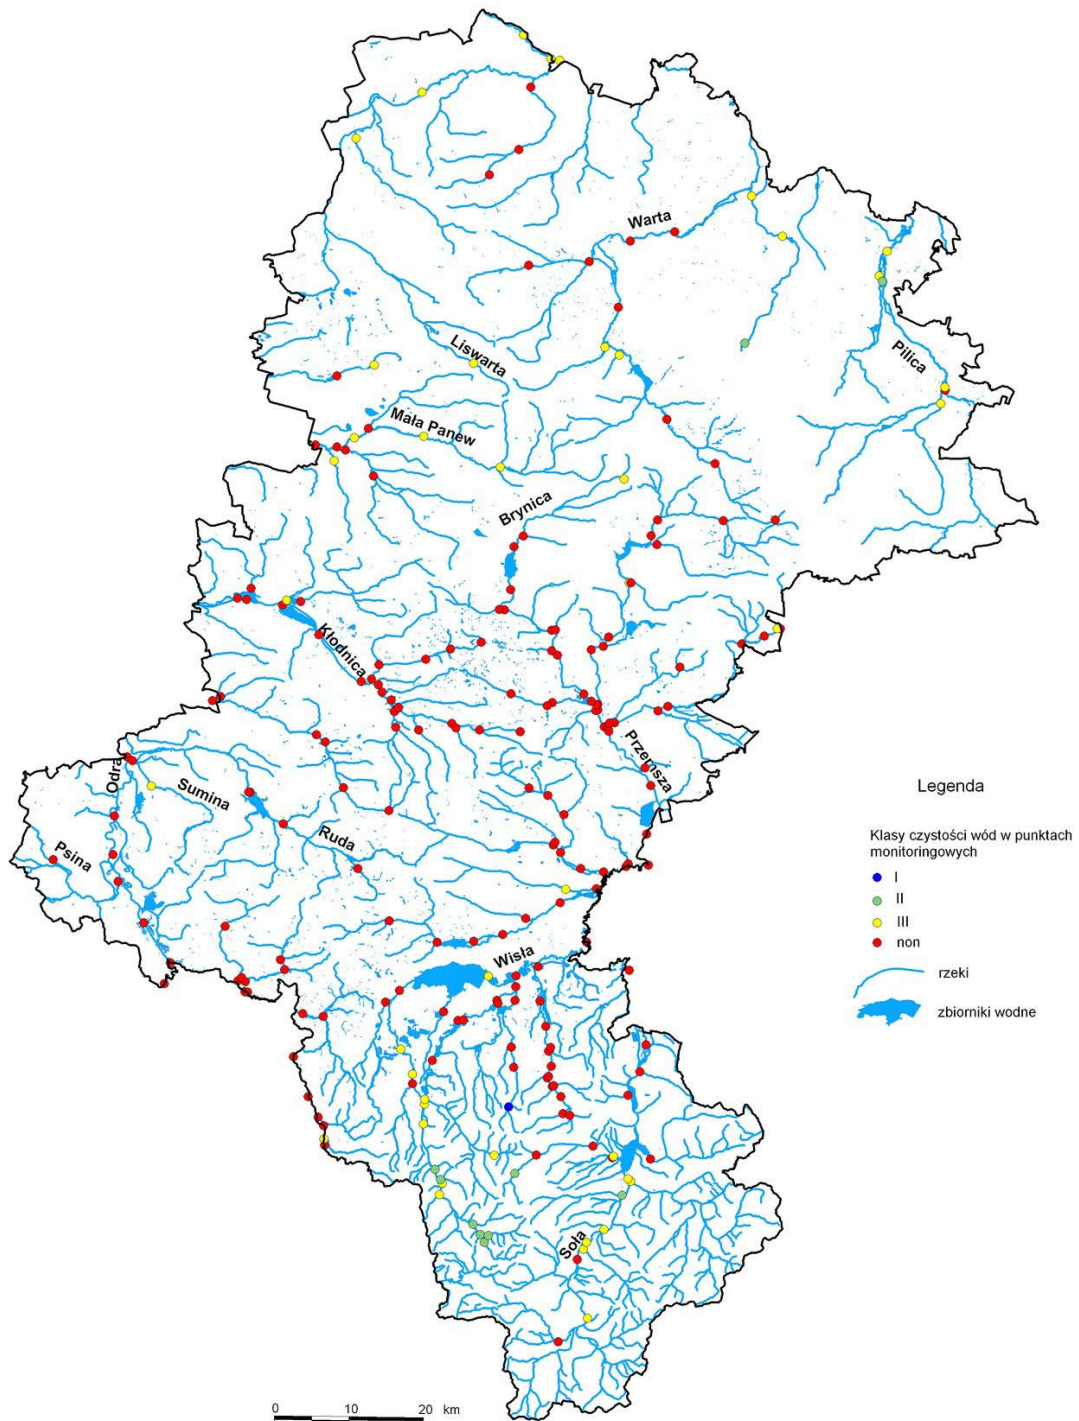 Warta
Liswarta
Pilica
Mała Panew
Brynica
Kłodnica
Przemsza
Odra
Sumina
Ruda
Psina
Wisła
Soła
Legenda
Klasy czystości wód w punktach
monitoringowych
I
II
III
non
rzeki
zbiorniki wodne
0 10 20 km